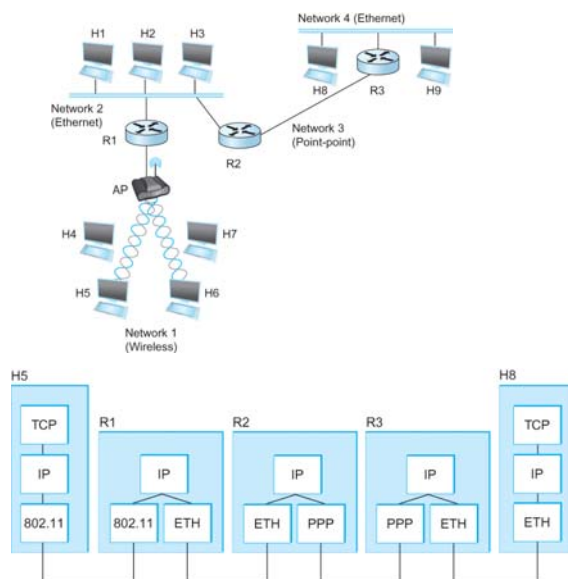 Network 4 (Ethernet)
H1 H2 H3
H8 R3 H9
Network 2
(Ethernet)
R1
R2
Network 3
(Point-point)
AP
H4 H7
H5 H6
Network 1
(Wireless)
H5
TCP
IP
802.11
R1
IP
802.11 ETH
R2
IP
ETH PPP
R3
IP
PPP ETH
H8
TCP
IP
ETH